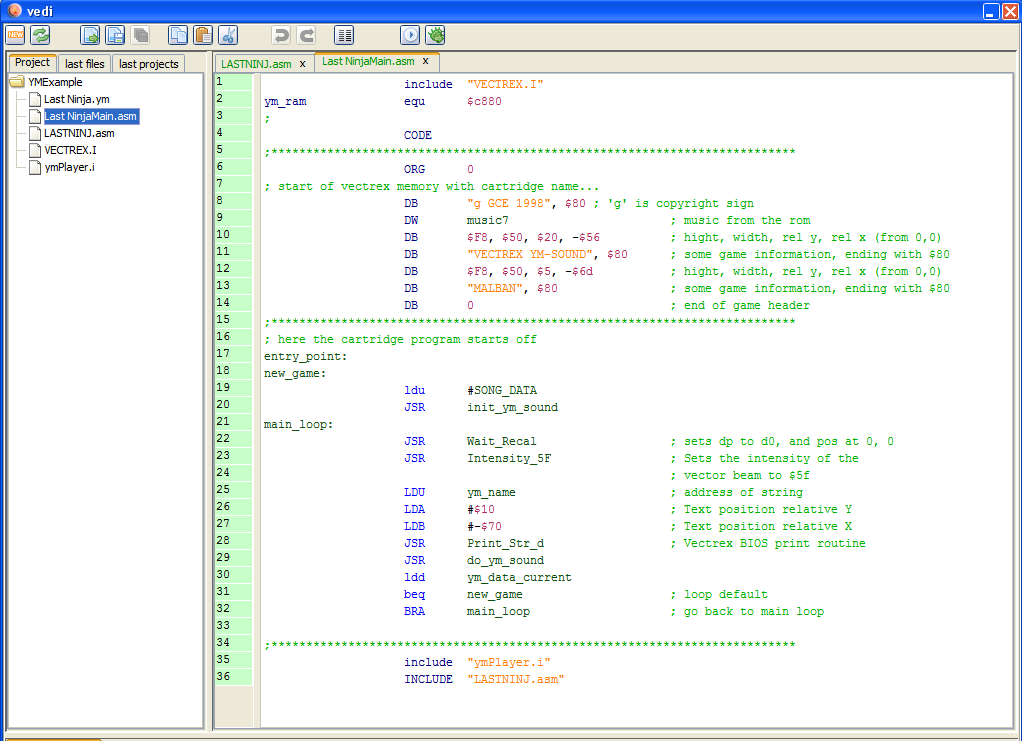 vedi
NEW
Project last files last projects
YMExample
Last Ninja.ym
Last NinjaMain.asm
LASTNINJ.asm
VECTREX.I
ymPlayer.i
LASTNINJ.asm x Last NinjaMain.asm x
1 include "VECTREX.I"
2 ym_ram equ $c880
3 ;
4 CODE
5 ;***************************************************************************
6 ORG 0
7 ; start of vectrex memory with cartridge name...
8 DB "g GCE 1998", $80 ; 'g' is copyright sign
9 DW music7 ; music from the rom
10 DB $F8, $50, $20, -$56 ; hight, width, rel y, rel x (from 0,0)
11 DB "VECTREX YM-SOUND", $80 ; some game information, ending with $80
12 DB $F8, $50, $5, -$6d ; hight, width, rel y, rel x (from 0,0)
13 DB "MALBAN", $80 ; some game information, ending with $80
14 DB 0 ; end of game header
15 ;***************************************************************************
16 ; here the cartridge program starts off
17 entry_point:
18 new_game:
19 ldu #SONG_DATA
20 JSR init_ym_sound
21 main_loop:
22 JSR Wait_Recal ; sets dp to d0, and pos at 0, 0
23 JSR Intensity_5F ; Sets the intensity of the
24 ; vector beam to $5f
25 LDU ym_name ; address of string
26 LDA #$10 ; Text position relative Y
27 LDB #-$70 ; Text position relative X
28 JSR Print_Str_d ; Vectrex BIOS print routine
29 JSR do_ym_sound
30 ldd ym_data_current
31 beq new_game ; loop default
32 BRA main_loop ; go back to main loop
33
34 ;***************************************************************************
35 include "ymPlayer.i"
36 INCLUDE "LASTNINJ.asm"